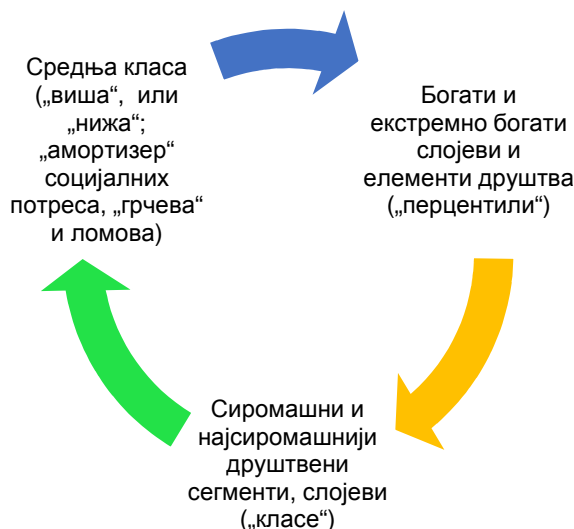 Средња класа
(„виша“, или
„нижа“;
„амортизер“
социјалних
потреса, „грчева“
и ломова)
Богати и
екстремно богати
слојеви и
елементи друштва
(„перцентили“)
Сиромашни и
најсиромашнији
друштвени
сегменти, слојеви
(„класе“)